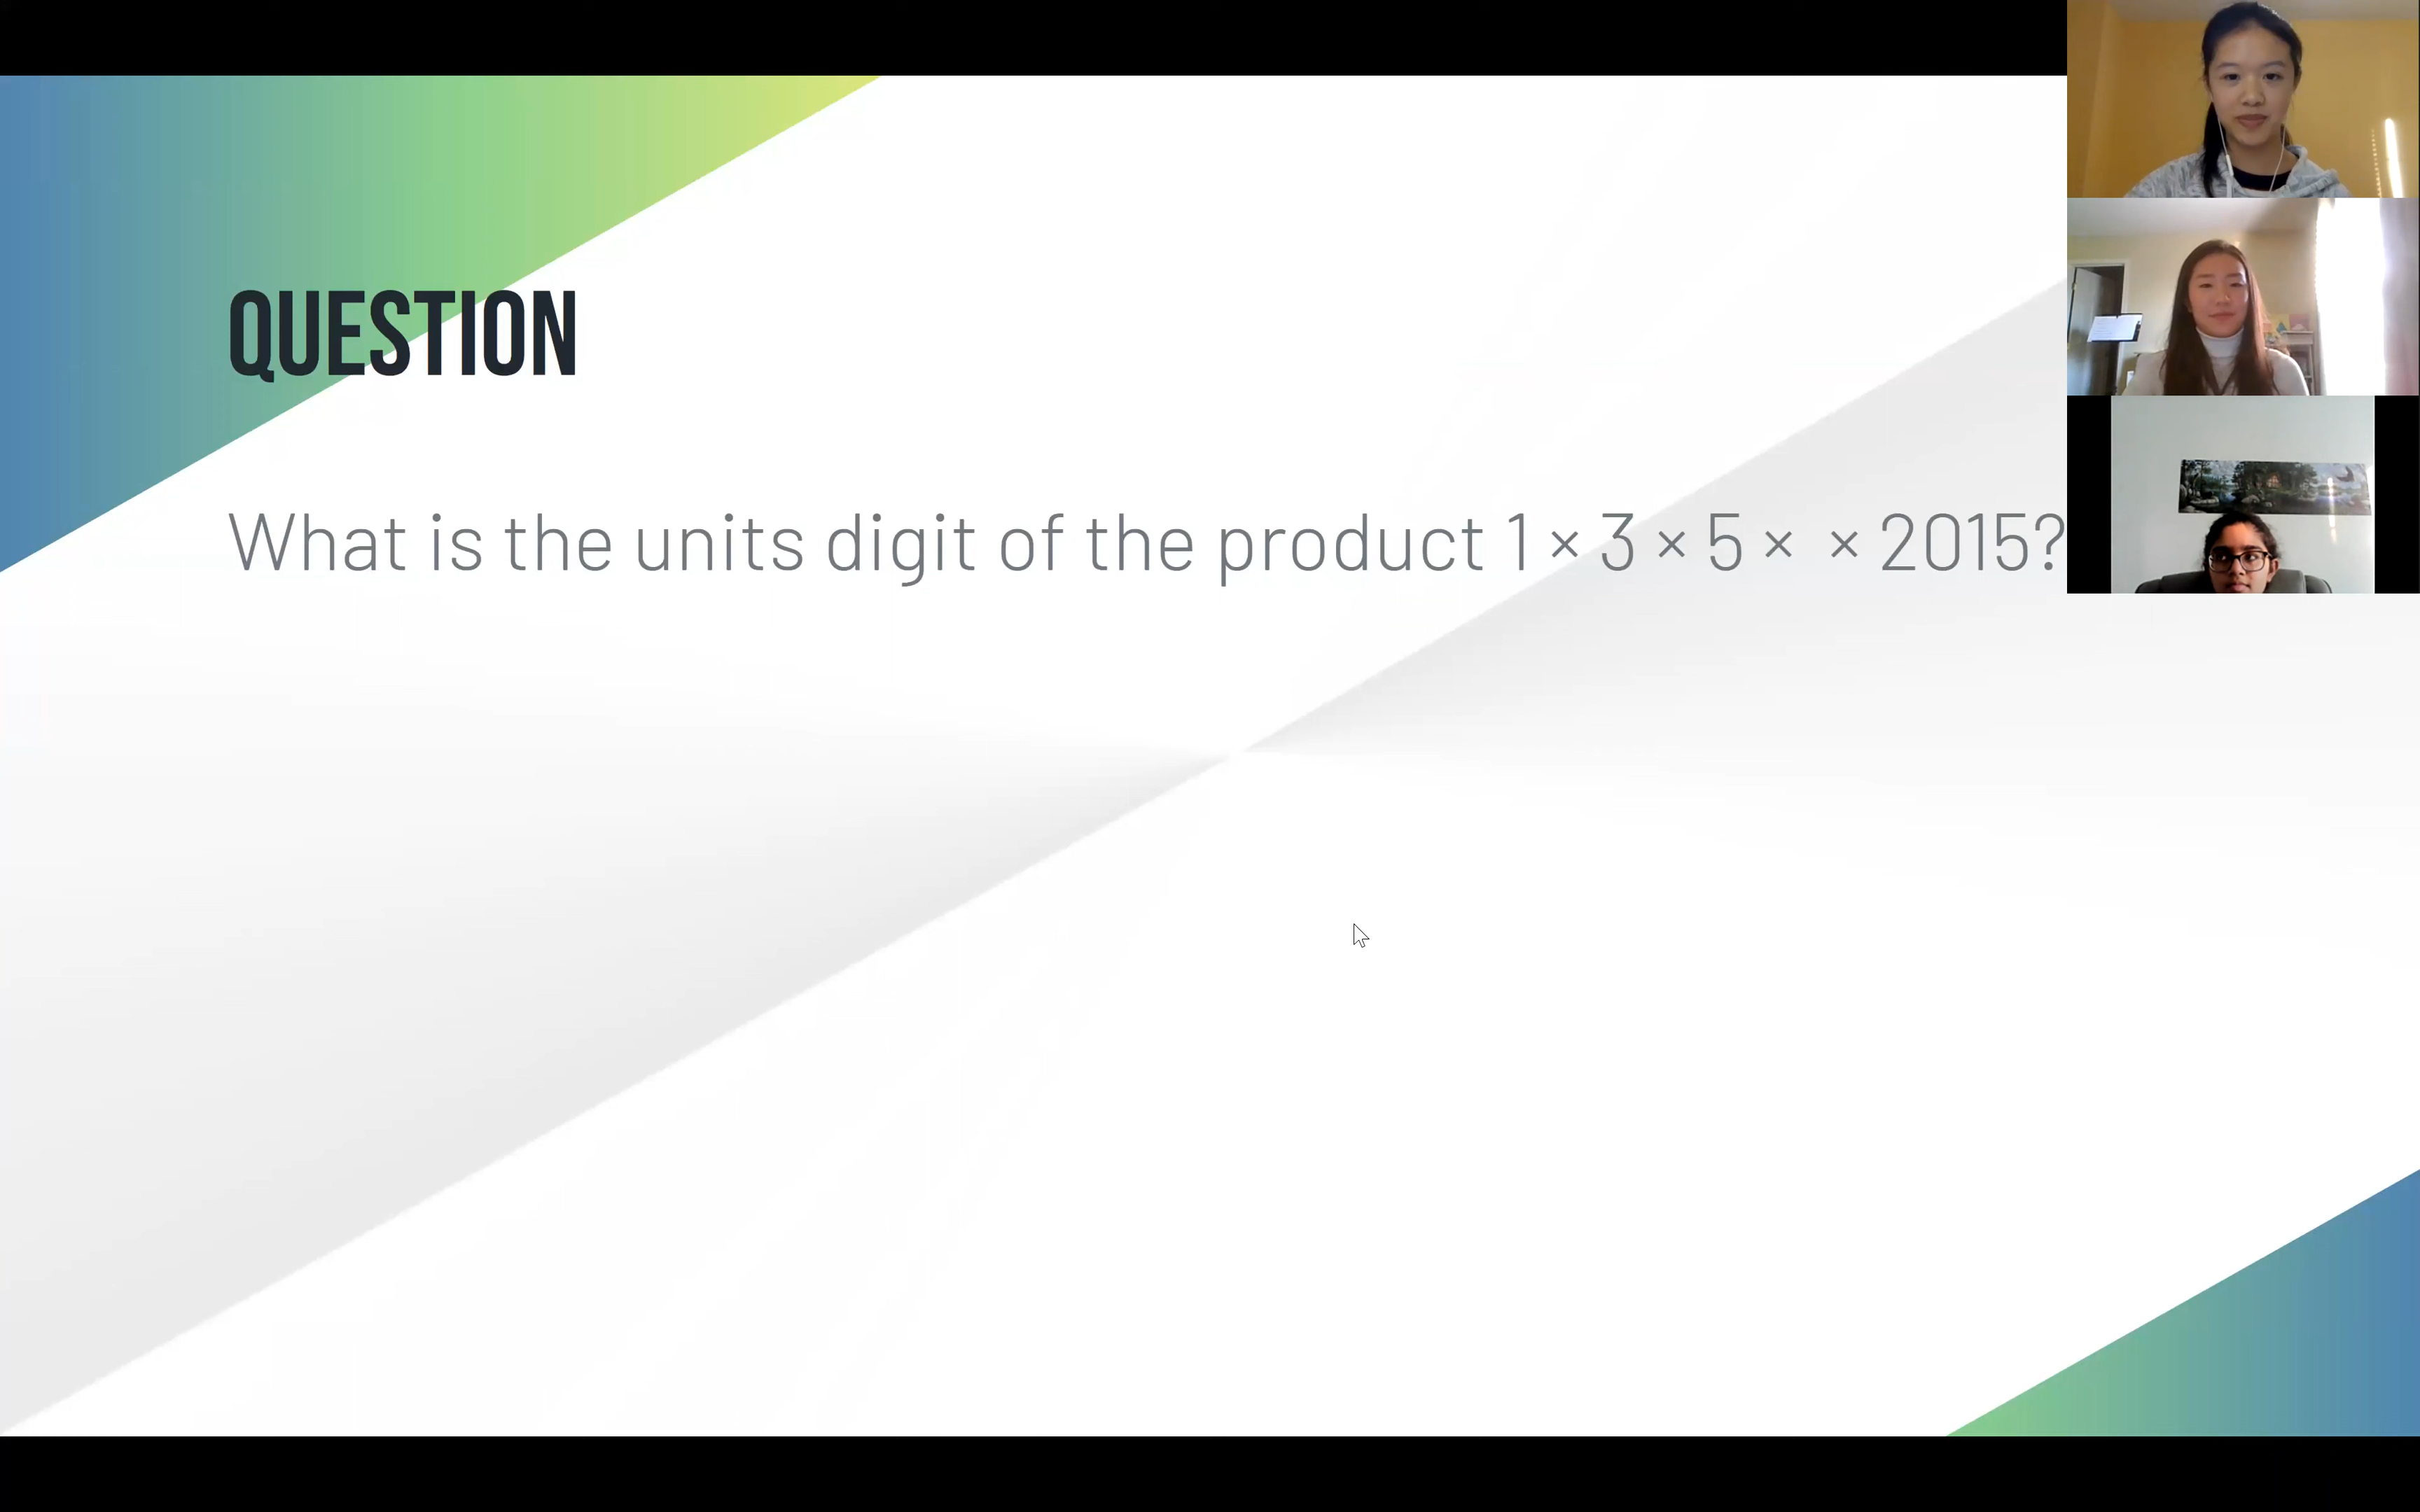 QUESTION
What is the units digit of the product 1 × 3 × 5 × × 2015?